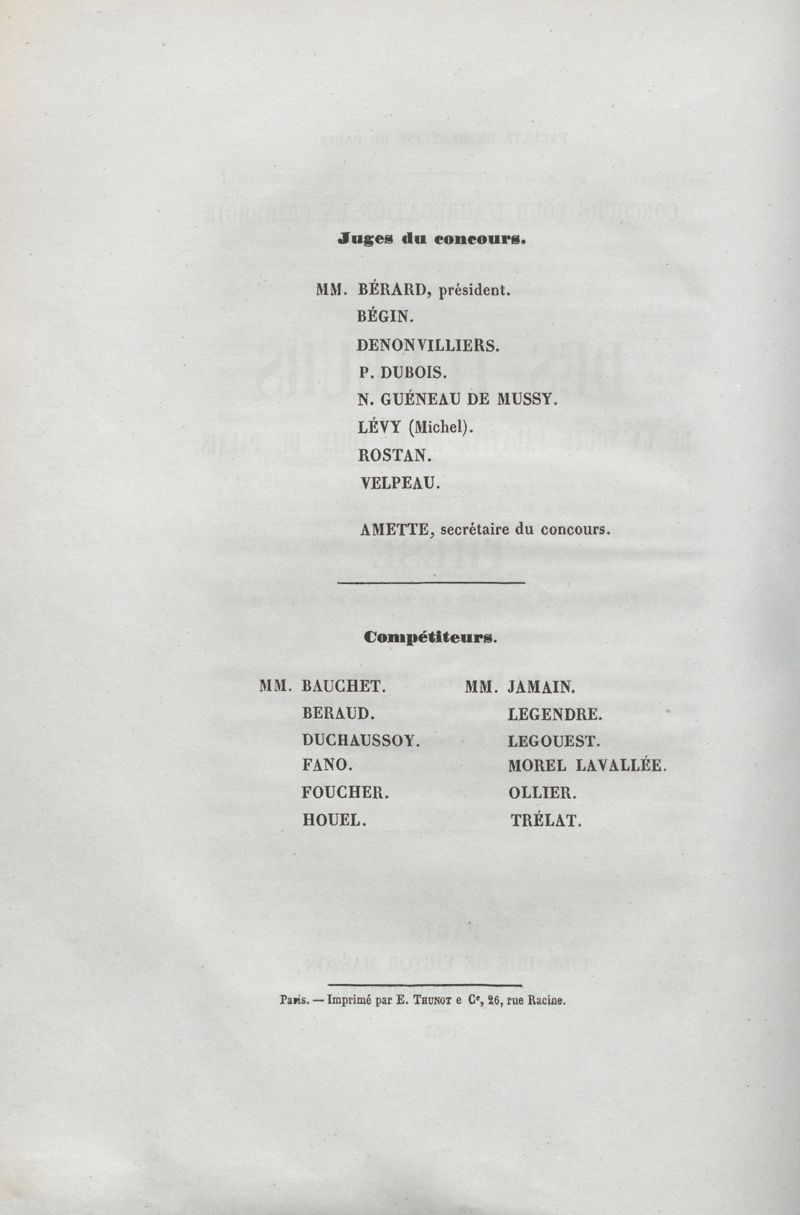 Juges du concours.
MM. BÉRARD, président.
BÉGIN.
DENONVILLIERS.
P. DUBOIS.
N. GUÉNEAU DE MUSSY.
LÉVY (Michel).
ROSTAN.
VELPEAU.
AMETTE, secrétaire du concours.
Compétiteurs.
MM. BAUCHET.
BERAUD.
DUCHAUSSOY.
FANO.
FOUCHER.
HOUEL.
MM. JAMAIN.
LEGENDRE.
LEGOUEST.
MOREL LAVALLÉE.
OLLIER.
TRÉLAT.
Paris. — Imprimé par E. THUNOT e Cᵉ, 26, rue Racine.